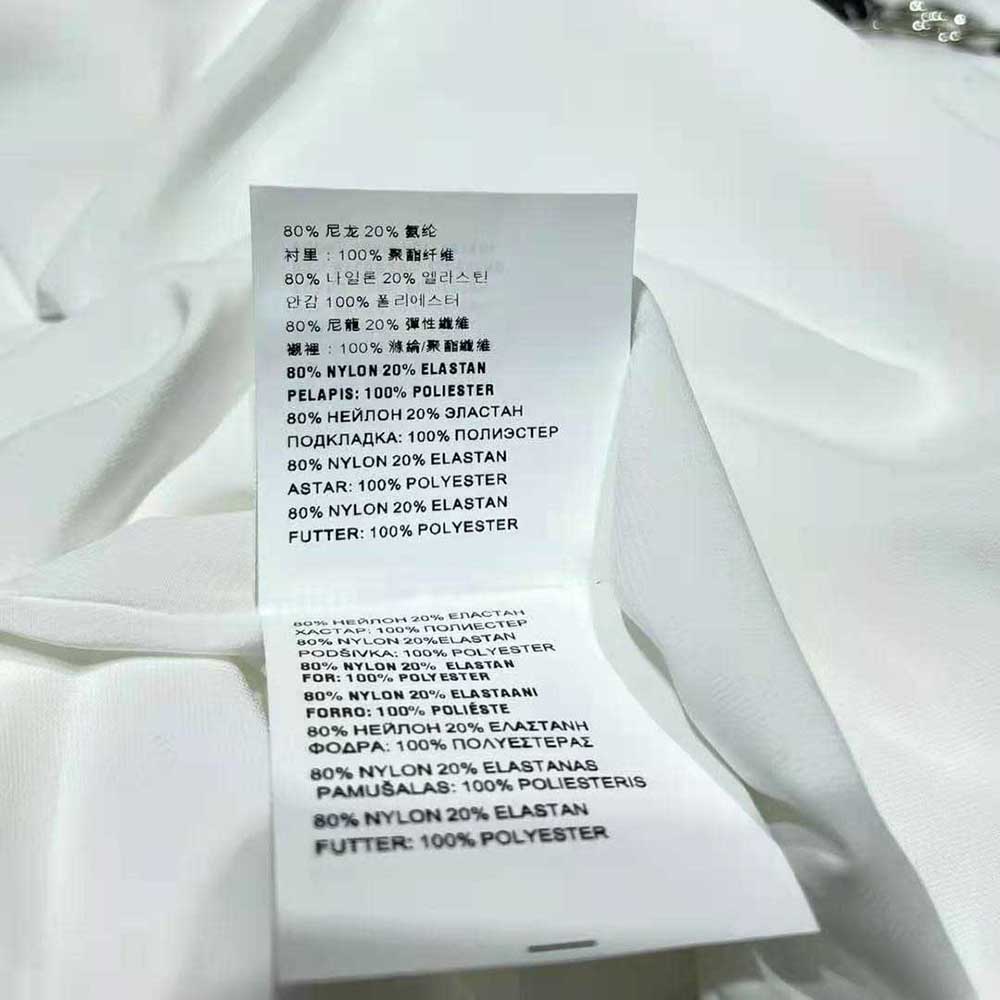 80% 尼龙 20% 氨纶
衬里 : 100% 聚酯纤维
80% 나일론 20% 엘라스틴
안감 100% 폴리에스터
80% 尼龍 20% 彈性纖維
襯裡 : 100% 滌綸/聚酯纖維
80% NYLON 20% ELASTAN
PELAPIS: 100% POLIESTER
80% НЕЙЛОН 20% ЭЛАСТАН
ПОДКЛАДКА: 100% ПОЛИЭСТЕР
80% NYLON 20% ELASTAN
ASTAR: 100% POLYESTER
80% NYLON 20% ELASTAN
FUTTER: 100% POLYESTER
80% НЕЙЛОН 20% ЕЛАСТАН
ХАСТАР: 100% ПОЛИЕСТЕР
80% NYLON 20%ELASTAN
PODŠIVKA: 100% POLYESTER
80% NYLON 20% ELASTAN
FOR: 100% POLYESTER
80% NYLON 20% ELASTAANI
FORRO: 100% POLIÉSTE
80% НЕЙЛОН 20% ΕΛΑΣΤΑΝΗ
ΦΟΔΡΑ: 100% ΠΟΛΥΕΣΤΕΡΑΣ
80% NYLON 20% ELASTANAS
PAMUŠALAS: 100% POLIESTERIS
80% NYLON 20% ELASTAN
FUTTER: 100% POLYESTER